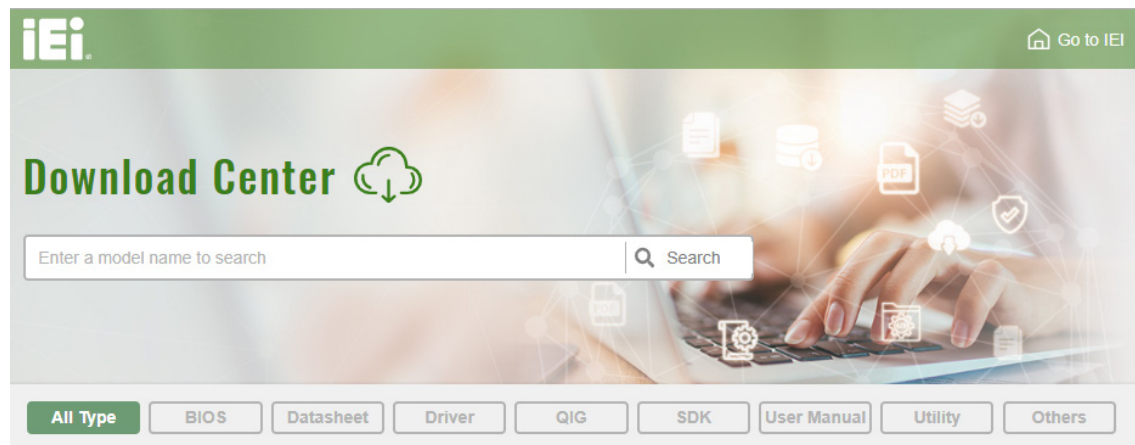 iEi.
Go to IEI
Download Center
Enter a model name to search
Search
PDF
PDF
All Type
BIOS
Datasheet
Driver
QIG
SDK
User Manual
Utility
Others